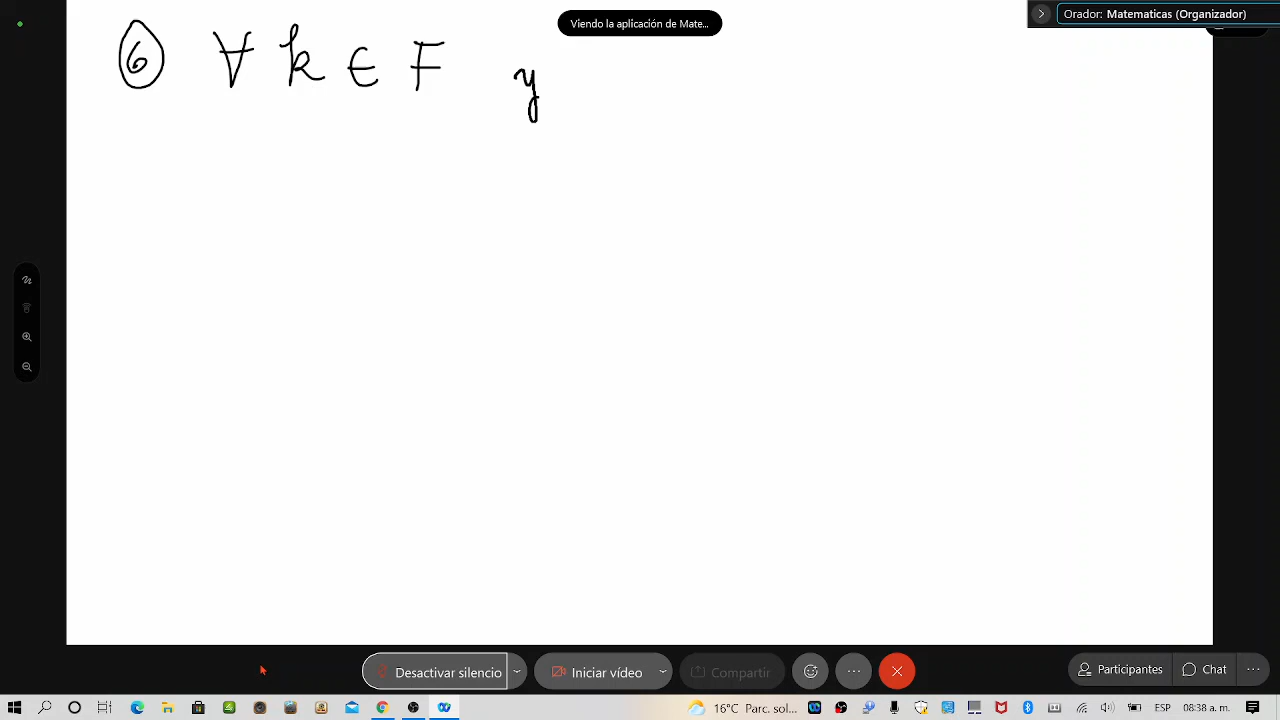 Viendo la aplicación de Mate...
Orador: Matematicas (Organizador)
⑥ ∀ k ∈ F y
Desactivar silencio
Iniciar vídeo
Compartir
Participantes
Chat
16°C Parc. sol...
ESP
08:38 a. m.